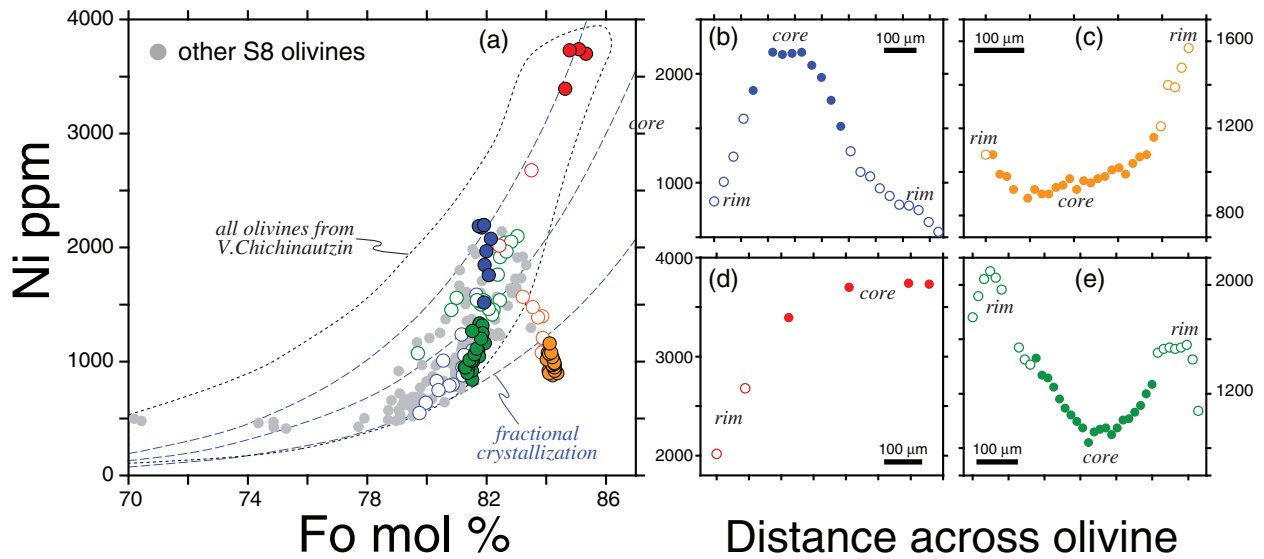 4000
3000
2000
1000
0
Ni ppm
70
74
78
82
86
Fo mol %
(a)
other S8 olivines
core
all olivines from
V.Chichinautzin
fractional
crystallization
(b)
core
100 µm
2000
1000
rim
rim
(c)
100 µm
rim
1600
1200
800
rim
core
4000
3000
2000
(d)
core
rim
100 µm
(e)
2000
1200
rim
rim
core
100 µm
Distance across olivine